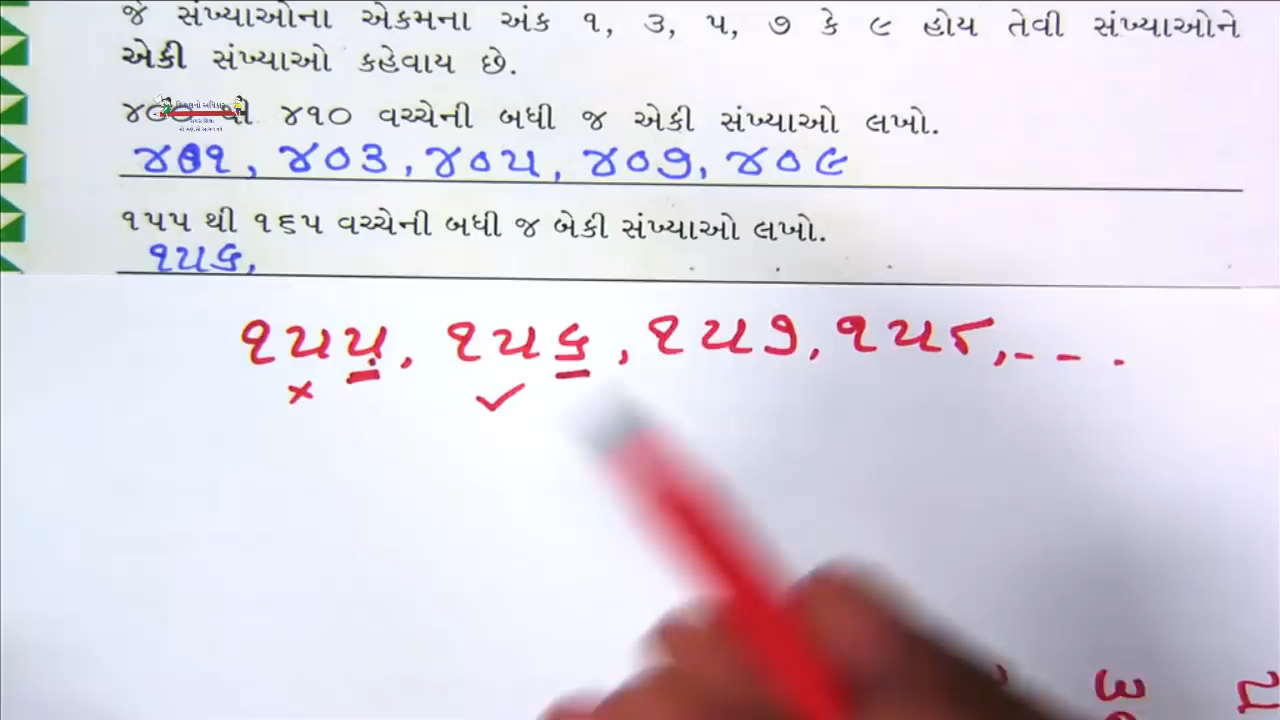 જે સંખ્યાઓના એકમના અંક ૧, ૩, ૫, ૭ કે ૯ હોય તેવી સંખ્યાઓને
એકી સંખ્યાઓ કહેવાય છે.
૪૦૦ થી ૪૧૦ વચ્ચેની બધી જ એકી સંખ્યાઓ લખો.
૪૦૧, ૪૦૩, ૪૦૫, ૪૦૭, ૪૦૯
૧૫૫ થી ૧૬૫ વચ્ચેની બધી જ બેકી સંખ્યાઓ લખો.
૧૫૬,
૧૫૫, ૧૫૬, ૧૫૭, ૧૫૮, - - - .